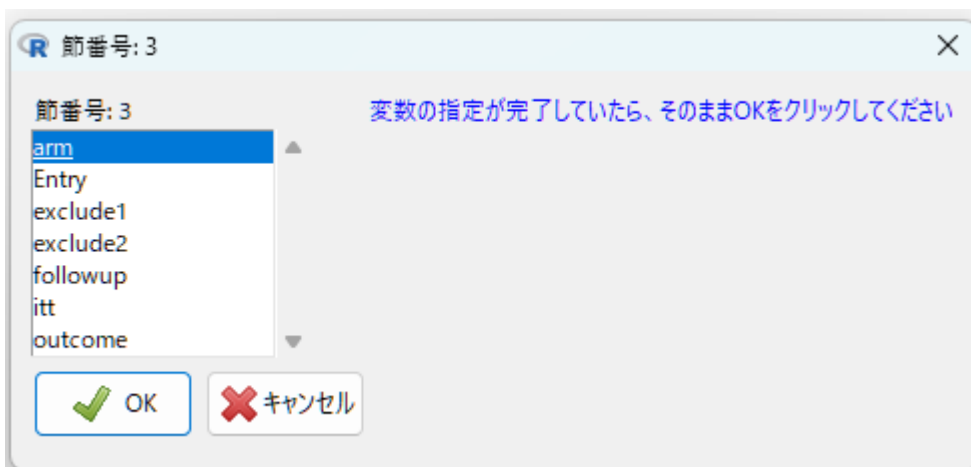 節番号: 3
節番号: 3
変数の指定が完了していたら、そのままOKをクリックしてください
arm
Entry
exclude1
exclude2
followup
itt
outcome
OK
キャンセル